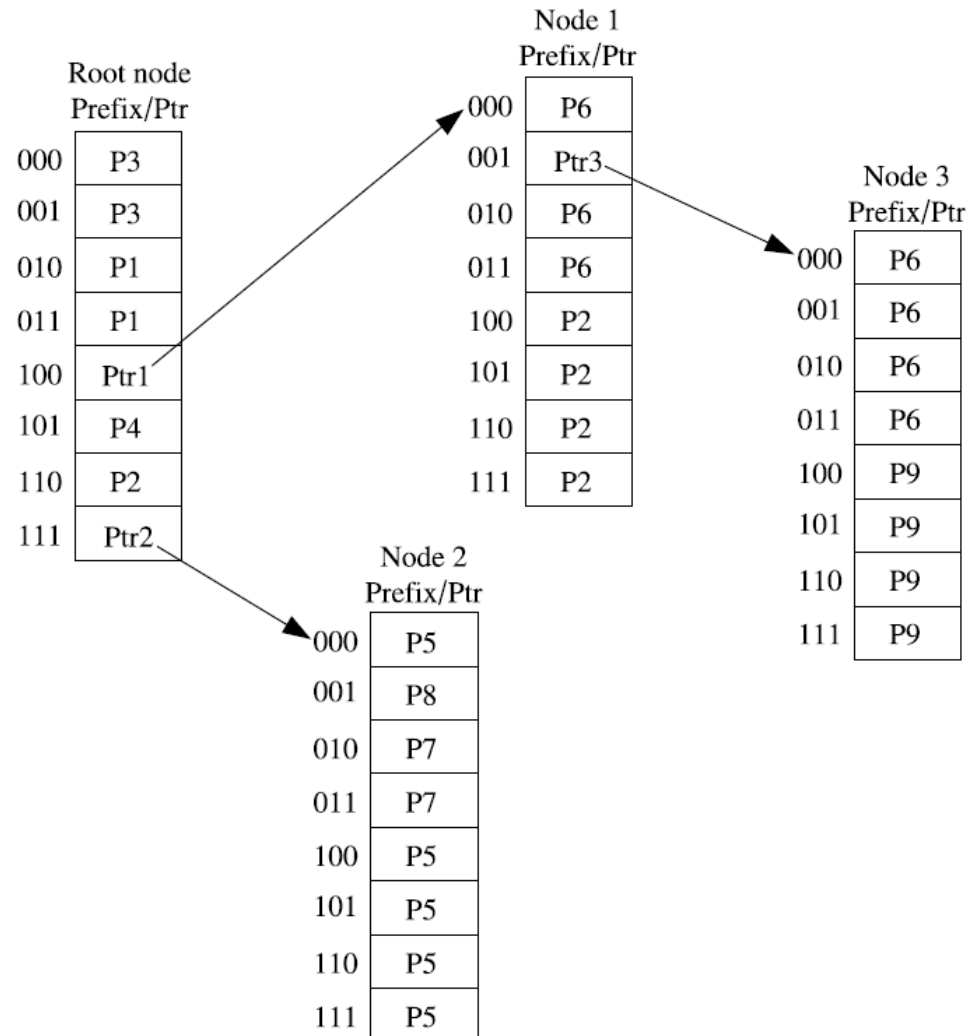 Root node
Prefix/Ptr
000 P3
001 P3
010 P1
011 P1
100 Ptr1
101 P4
110 P2
111 Ptr2
Node 1
Prefix/Ptr
000 P6
001 Ptr3
010 P6
011 P6
100 P2
101 P2
110 P2
111 P2
Node 3
Prefix/Ptr
000 P6
001 P6
010 P6
011 P6
100 P9
101 P9
110 P9
111 P9
Node 2
Prefix/Ptr
000 P5
001 P8
010 P7
011 P7
100 P5
101 P5
110 P5
111 P5